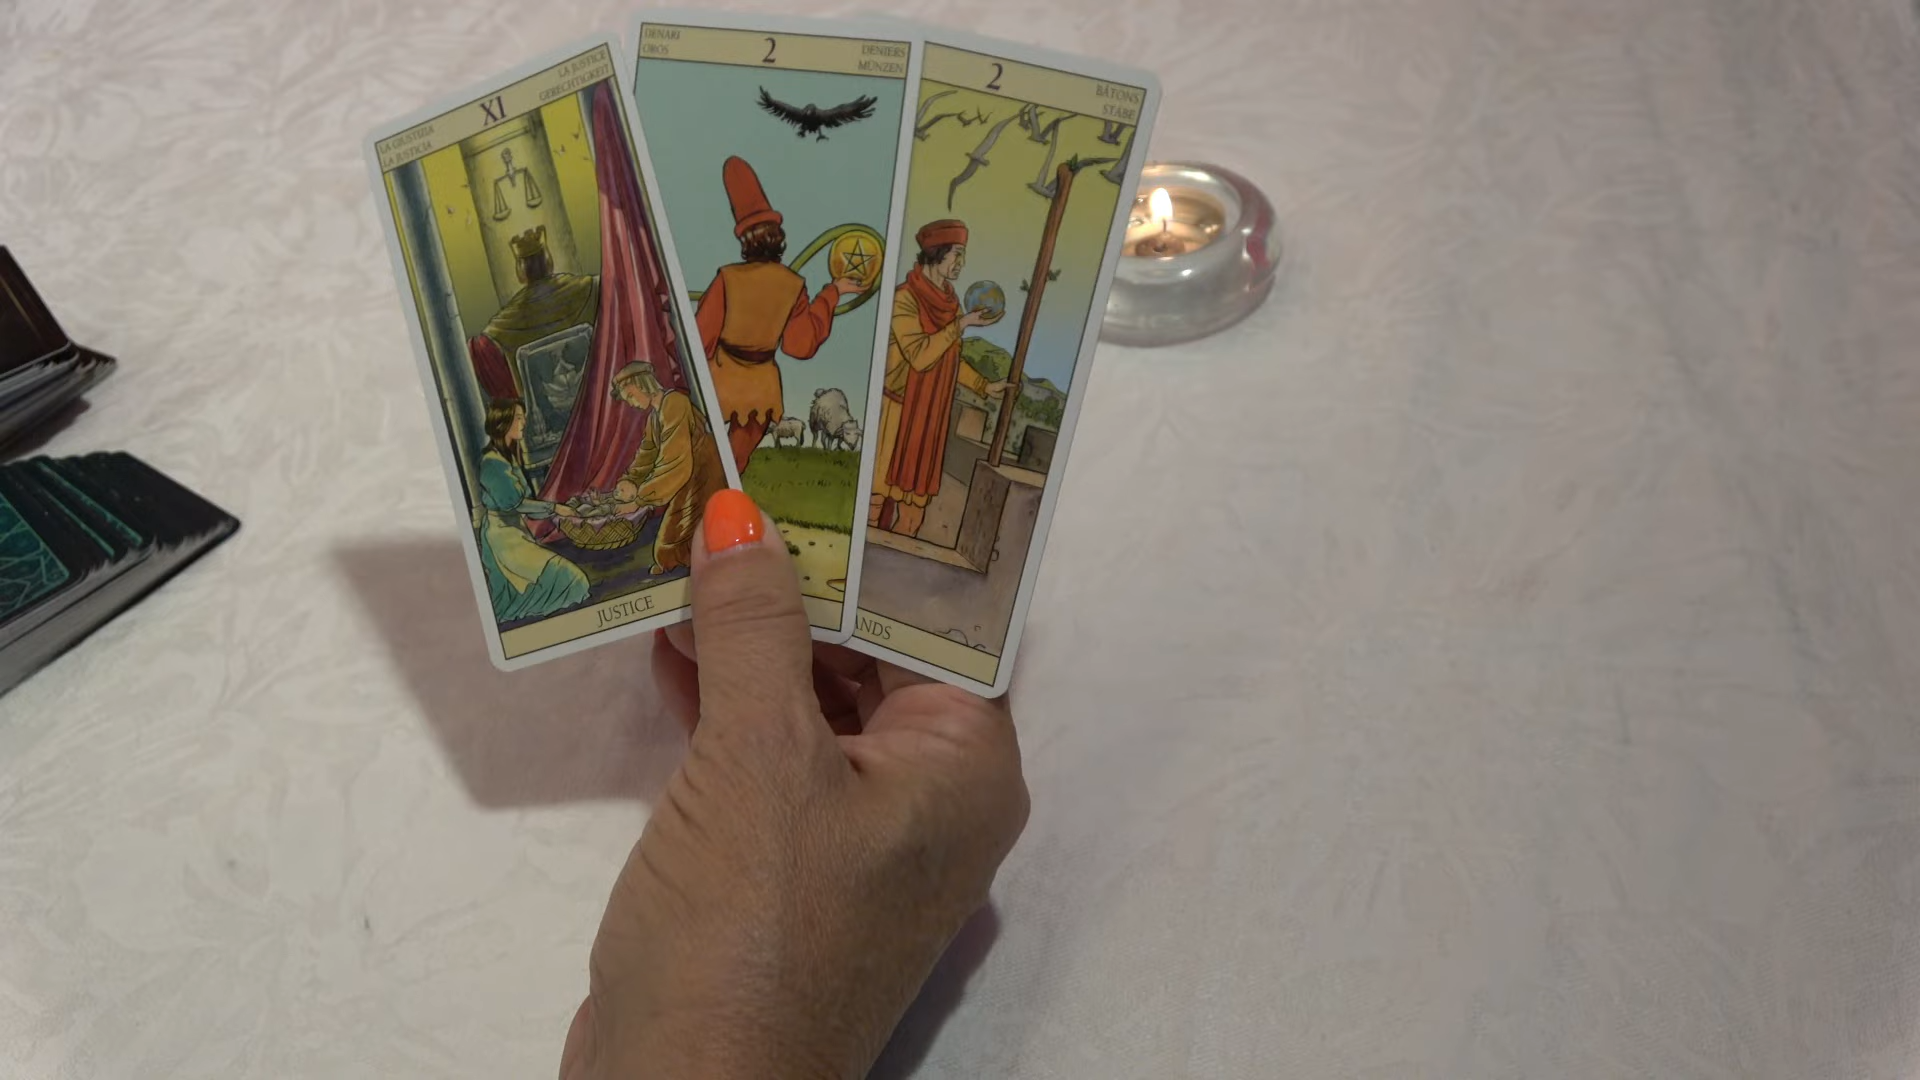 LA GIUSTIZIA
LA JUSTICIA
XI
LA JUSTICE
GERECHTIGKEIT
JUSTICE
DENARI
OROS
2
DENIERS
MÜNZEN
2
BÂTONS
STÄBE
ANDS